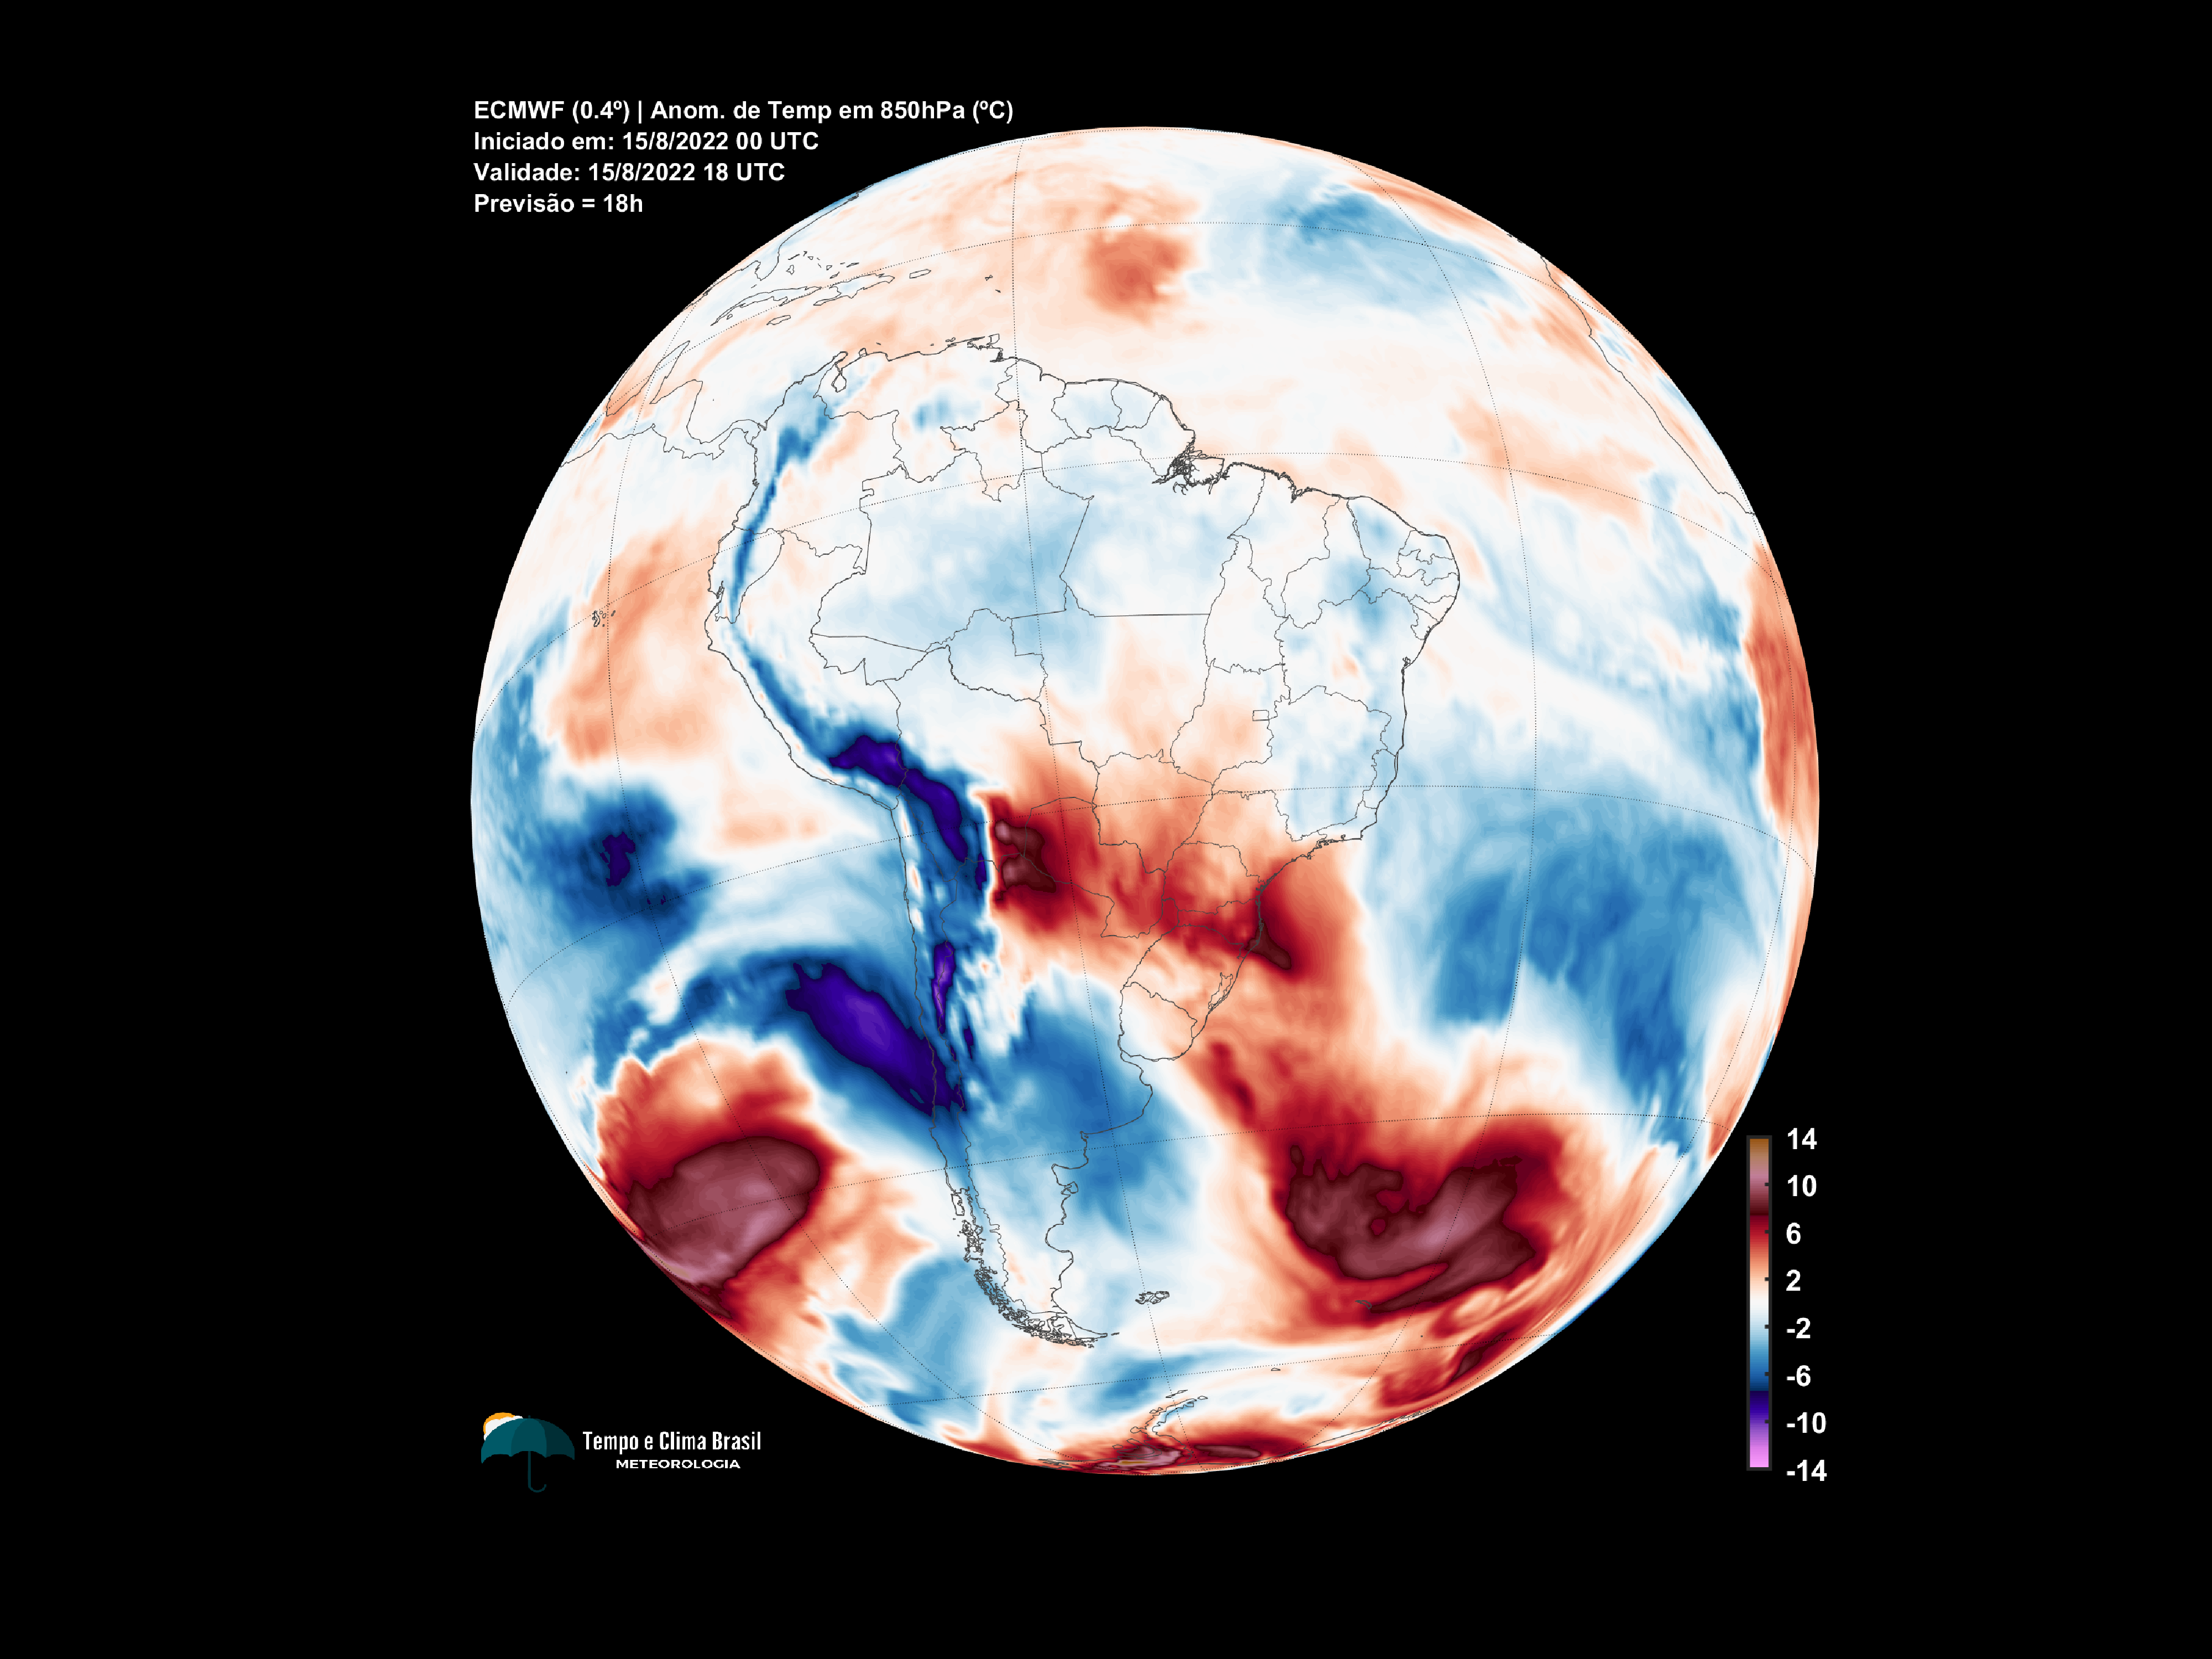 ECMWF (0.4º) | Anom. de Temp em 850hPa (ºC)
Iniciado em: 15/8/2022 00 UTC
Validade: 15/8/2022 18 UTC
Previsão = 18h
14
10
6
2
-2
-6
-10
-14
Tempo e Clima Brasil
METEOROLOGIA